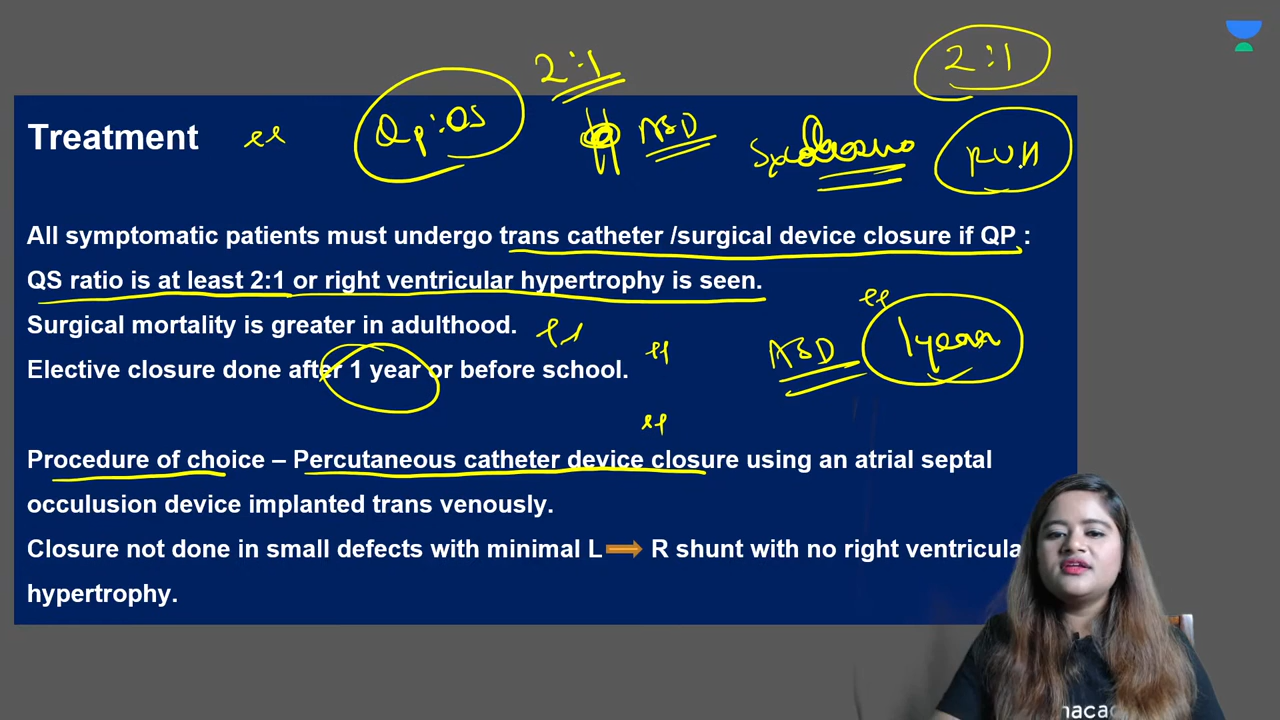 2:1
2:1
Qp:QS
ASD
RVH
Treatment
All symptomatic patients must undergo trans catheter /surgical device closure if QP :
QS ratio is at least 2:1 or right ventricular hypertrophy is seen.
Surgical mortality is greater in adulthood.
Elective closure done after 1 year or before school.
ASD
1 year
Procedure of choice – Percutaneous catheter device closure using an atrial septal
occulusion device implanted trans venously.
Closure not done in small defects with minimal L R shunt with no right ventricula
hypertrophy.